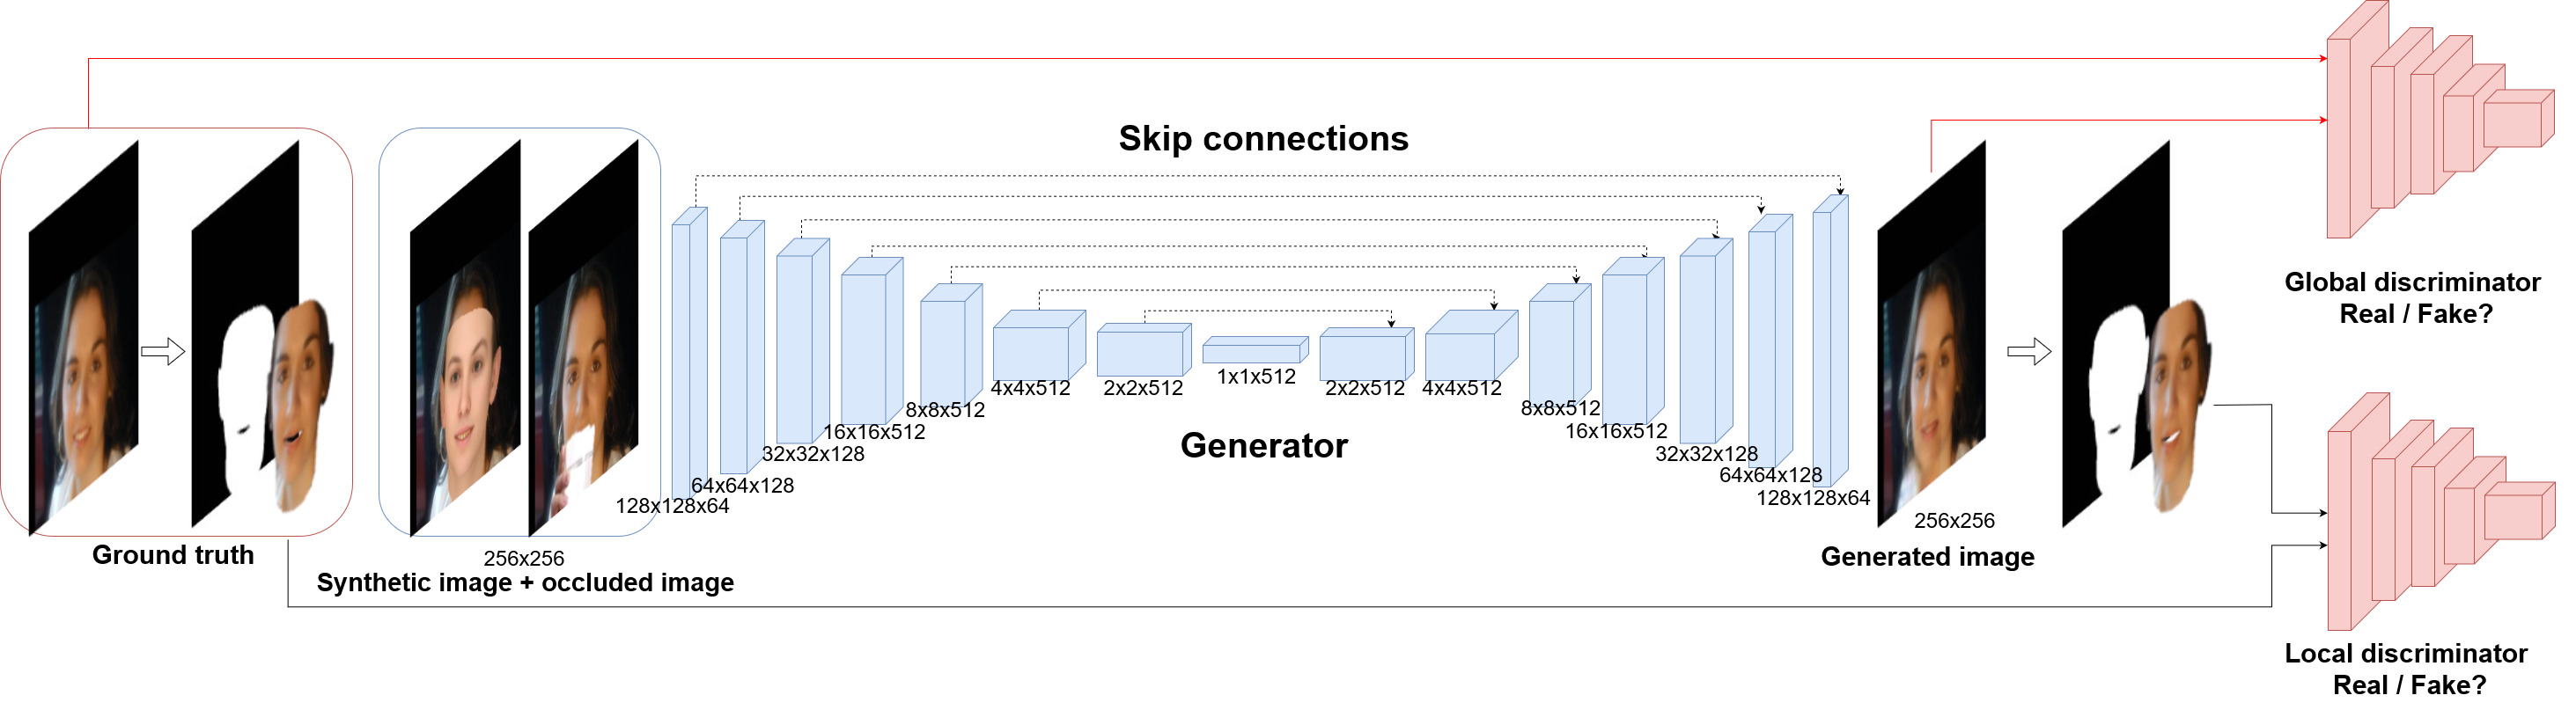 Skip connections
Global discriminator
Real / Fake?
4x4x512
2x2x512
1x1x512
2x2x512
4x4x512
8x8x512
8x8x512
16x16x512
16x16x512
Generator
32x32x128
32x32x128
64x64x128
64x64x128
128x128x64
128x128x64
256x256
Ground truth
256x256
Generated image
Synthetic image + occluded image
Local discriminator
Real / Fake?